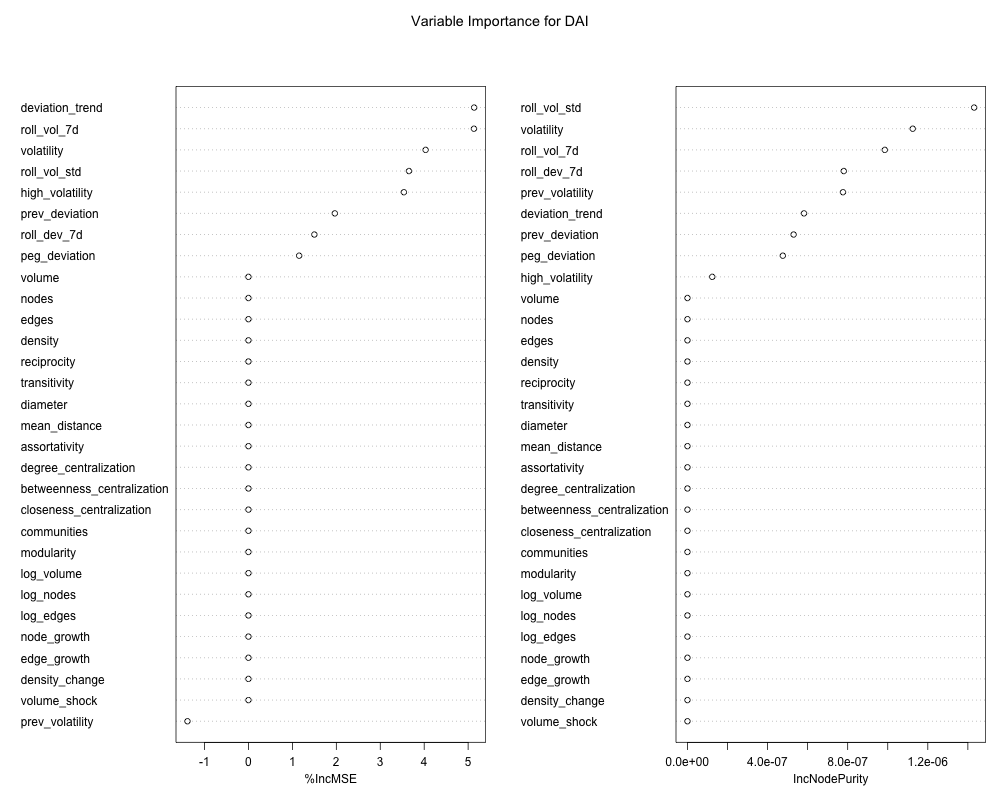 Variable Importance for DAI
deviation_trend
roll_vol_7d
volatility
roll_vol_std
high_volatility
prev_deviation
roll_dev_7d
peg_deviation
volume
nodes
edges
density
reciprocity
transitivity
diameter
mean_distance
assortativity
degree_centralization
betweenness_centralization
closeness_centralization
communities
modularity
log_volume
log_nodes
log_edges
node_growth
edge_growth
density_change
volume_shock
prev_volatility
-1 0 1 2 3 4 5
%IncMSE
roll_vol_std
volatility
roll_vol_7d
roll_dev_7d
prev_volatility
deviation_trend
prev_deviation
peg_deviation
high_volatility
volume
nodes
edges
density
reciprocity
transitivity
diameter
mean_distance
assortativity
degree_centralization
betweenness_centralization
closeness_centralization
communities
modularity
log_volume
log_nodes
log_edges
node_growth
edge_growth
density_change
volume_shock
0.0e+00 4.0e-07 8.0e-07 1.2e-06
IncNodePurity